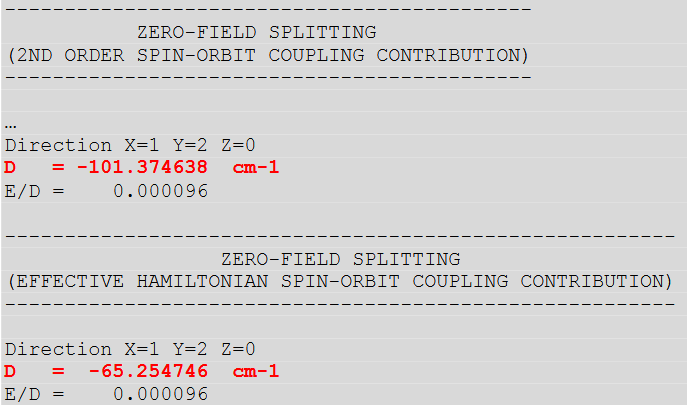 --------------------------------------------
ZERO-FIELD SPLITTING
(2ND ORDER SPIN-ORBIT COUPLING CONTRIBUTION)
--------------------------------------------
…
Direction X=1 Y=2 Z=0
D   = -101.374638  cm-1
E/D =    0.000096
--------------------------------------------------------
ZERO-FIELD SPLITTING
(EFFECTIVE HAMILTONIAN SPIN-ORBIT COUPLING CONTRIBUTION)
--------------------------------------------------------
Direction X=1 Y=2 Z=0
D   =  -65.254746  cm-1
E/D =    0.000096